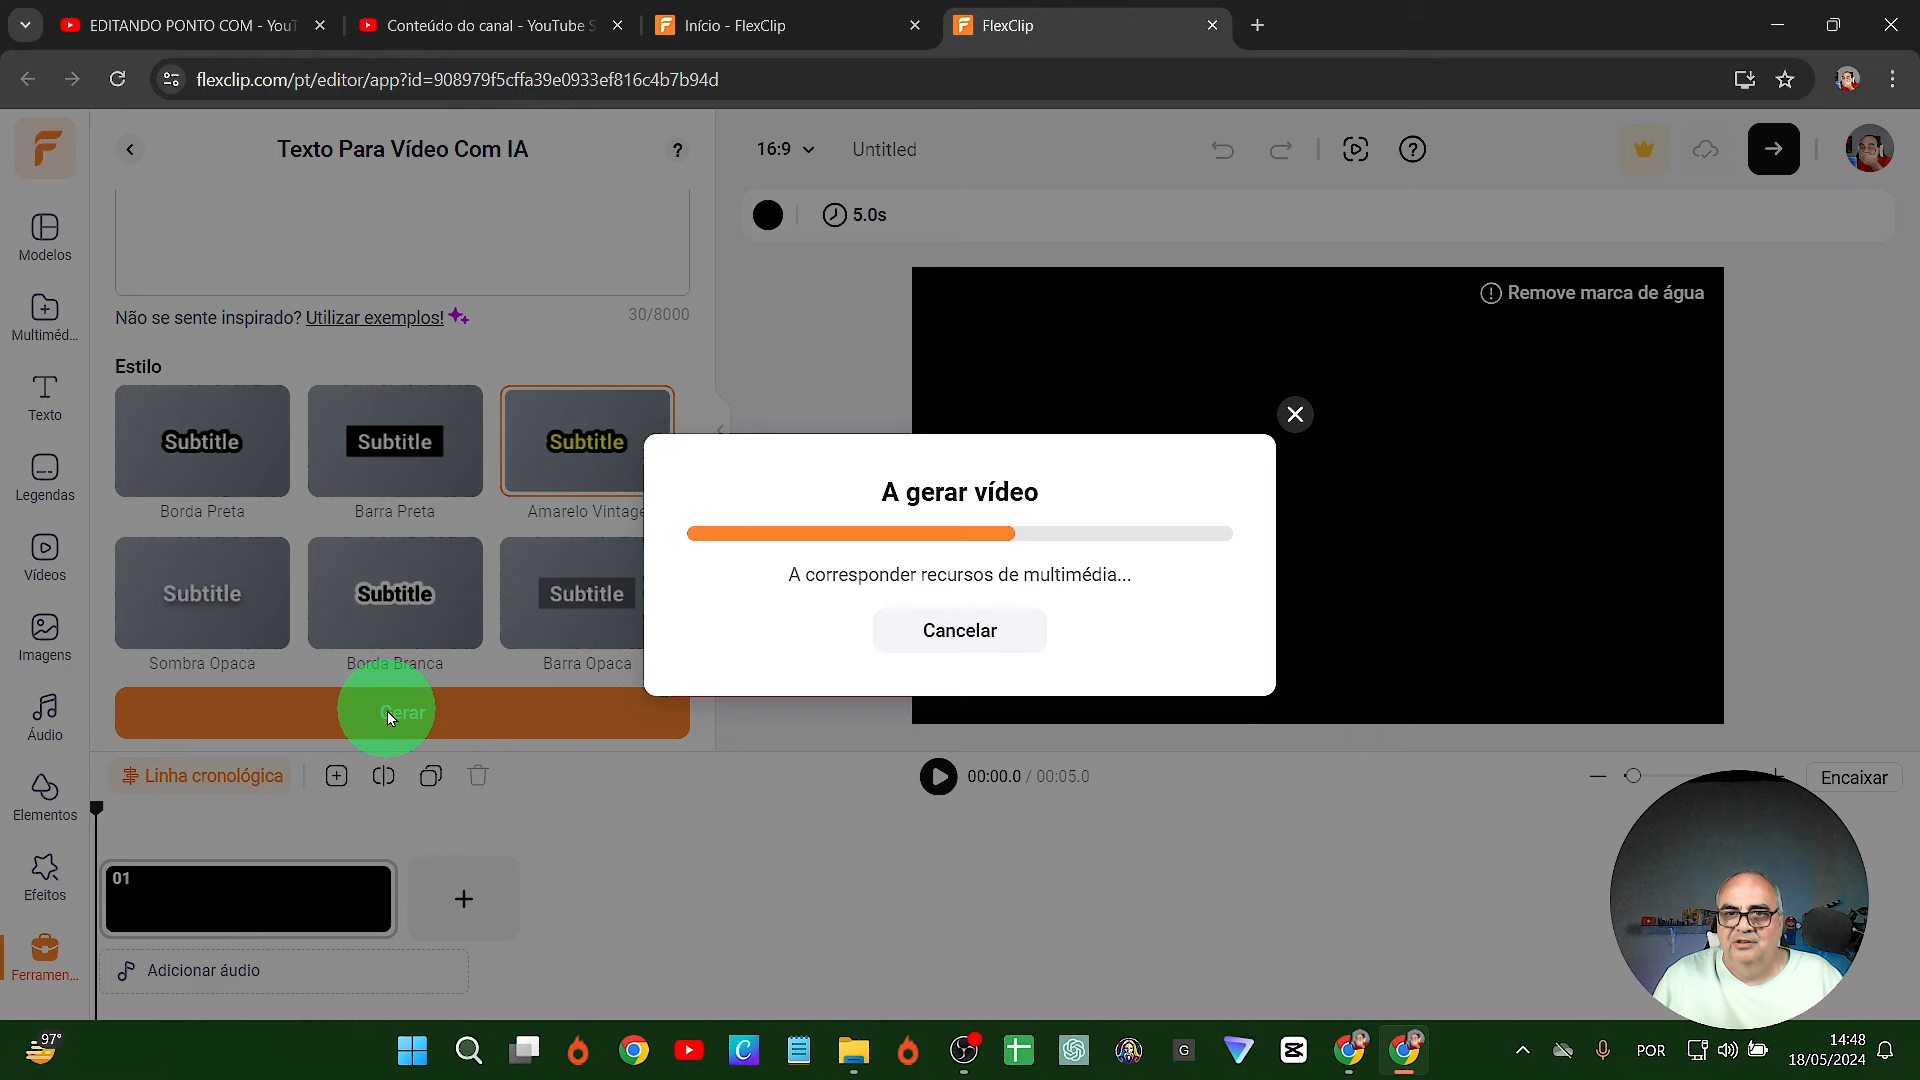 EDITANDO PONTO COM - YouT
Conteúdo do canal - YouTube S
Início - FlexClip
FlexClip
flexclip.com/pt/editor/app?id=908979f5cffa39e0933ef816c4b7b94d
Texto Para Vídeo Com IA
?
16:9
Untitled
5.0s
Remove marca de água
Modelos
Multiméd...
Texto
Legendas
Vídeos
Imagens
Áudio
Elementos
Efeitos
Ferramen...
Não se sente inspirado? Utilizar exemplos!
30/8000
Estilo
Subtitle
Subtitle
Subtitle
Borda Preta
Barra Preta
Amarelo Vintage
Subtitle
Subtitle
Subtitle
Sombra Opaca
Borda Branca
Barra Opaca
Gerar
A gerar vídeo
A corresponder recursos de multimédia...
Cancelar
Linha cronológica
00:00.0 / 00:05.0
Encaixar
01
Adicionar áudio
97°
POR
14:48
18/05/2024